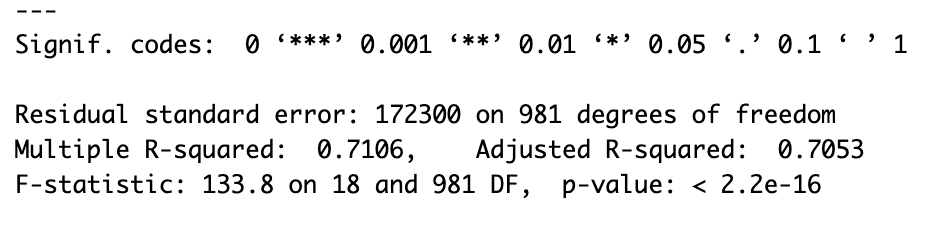 ---
Signif. codes:  0 ‘***’ 0.001 ‘**’ 0.01 ‘*’ 0.05 ‘.’ 0.1 ‘ ’ 1
Residual standard error: 172300 on 981 degrees of freedom
Multiple R-squared:  0.7106,    Adjusted R-squared:  0.7053
F-statistic: 133.8 on 18 and 981 DF,  p-value: < 2.2e-16